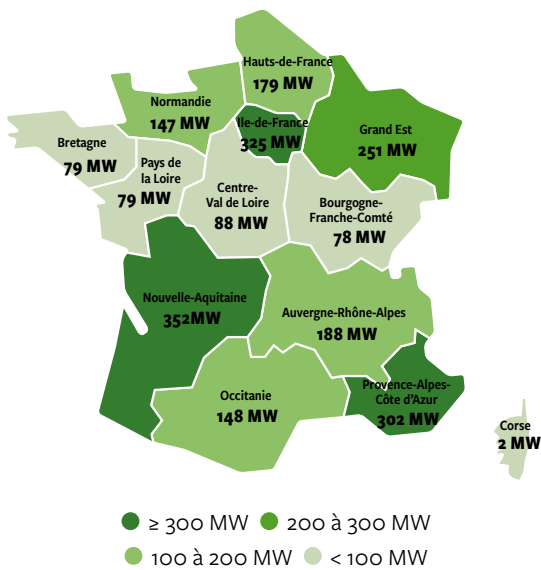 Hauts-de-France
179 MW
Normandie
147 MW
Ile-de-France
325 MW
Grand Est
251 MW
Bretagne
79 MW
Pays de
la Loire
79 MW
Centre-
Val de Loire
88 MW
Bourgogne-
Franche-Comté
78 MW
Nouvelle-Aquitaine
352MW
Auvergne-Rhône-Alpes
188 MW
Occitanie
148 MW
Provence-Alpes-
Côte d'Azur
302 MW
Corse
2 MW
≥ 300 MW
200 à 300 MW
100 à 200 MW
< 100 MW